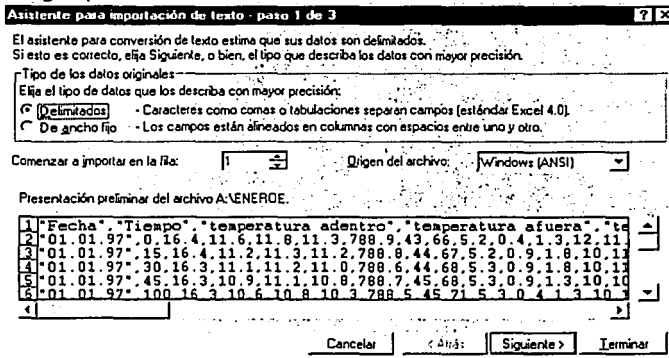 Asistente para importación de texto - paso 1 de 3
El asistente para conversión de texto estima que sus datos son delimitados.
Si esto es correcto, elija Siguiente, o bien, el tipo que describa los datos con mayor precisión.
Tipo de los datos originales
Elija el tipo de datos que los describa con mayor precisión:
Delimitados - Caracteres como comas o tabulaciones separan campos (estándar Excel 4.0).
De ancho fijo - Los campos están alineados en columnas con espacios entre uno y otro.
Comenzar a importar en la fila: 1 Origen del archivo: Windows (ANSI)
Presentación preliminar del archivo A:\ENEROE.
1 "Fecha","Tiempo","temperatura adentro","temperatura afuera","te
2 "01.01.97",0,16.4,11.6,11.8,11.3,788.9,43,66,5.2,0.4,1.3,12,11
3 "01.01.97",15,16.4,11.2,11.3,11.2,788.8,44,67,5.2,0.9,1.8,10,11
4 "01.01.97",30,16.3,11.1,11.2,11.0,788.6,44,68,5.3,0.9,1.8,10,11
5 "01.01.97",45,16.3,10.9,11.1,10.8,788.7,45,68,5.3,0.9,1.3,10,11
6 "01.01.97",100,16.3,10.6,10.8,10.3,788.5,45,71,5.3,0.4,1.3,10,1
Cancelar < Atrás Siguiente > Terminar